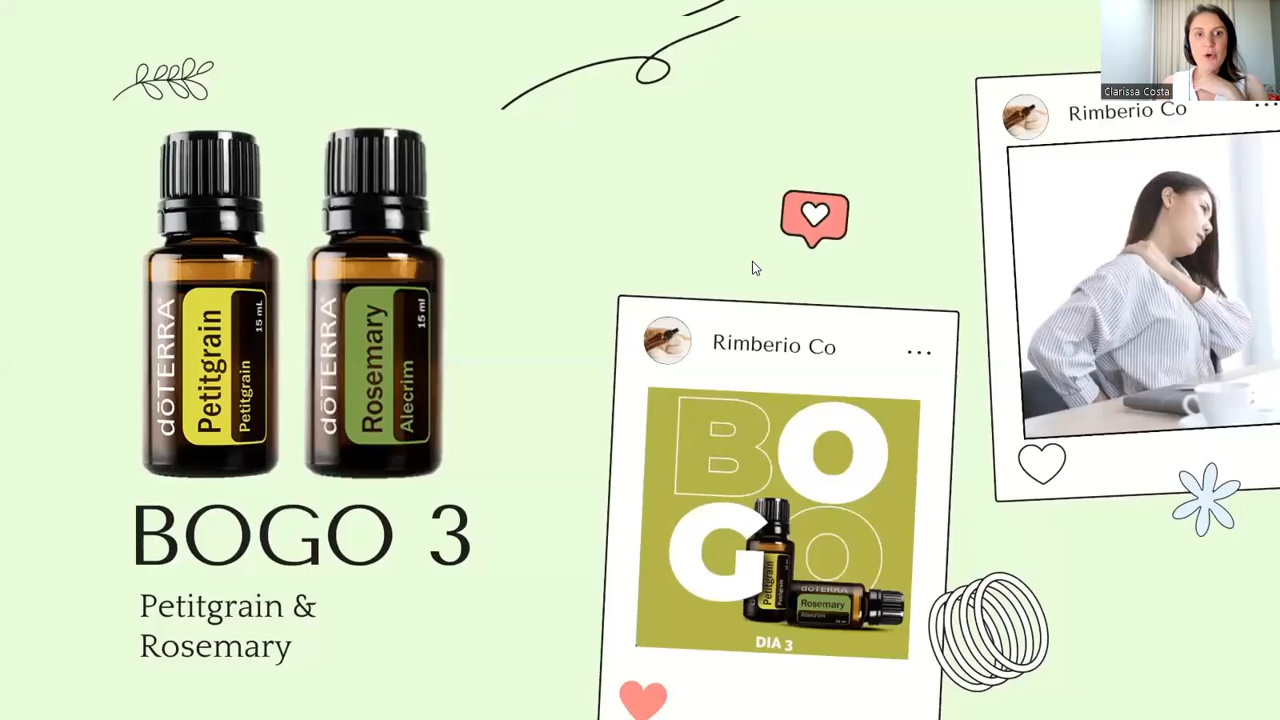 Clarissa Costa
Rimberio Co
dōTERRA
Petitgrain
Petitgrain
15 mL
dōTERRA
Rosemary
Alecrim
15 ml
BOGO 3
Petitgrain &
Rosemary
Rimberio Co
BO
GO
Petitgrain
dōTERRA
Rosemary
Alecrim
DIA 3